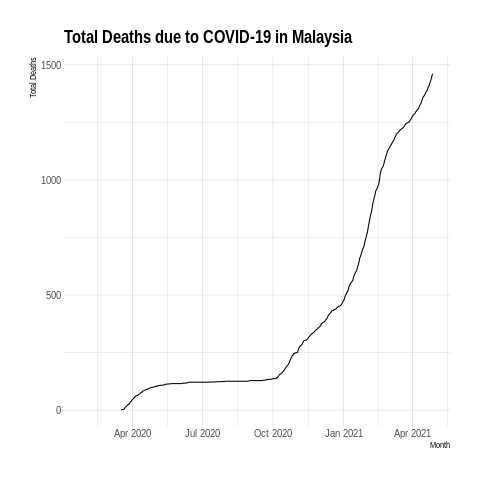 Total Deaths due to COVID-19 in Malaysia
Total Deaths
1500
1000
500
0
Apr 2020 Jul 2020 Oct 2020 Jan 2021 Apr 2021
Month